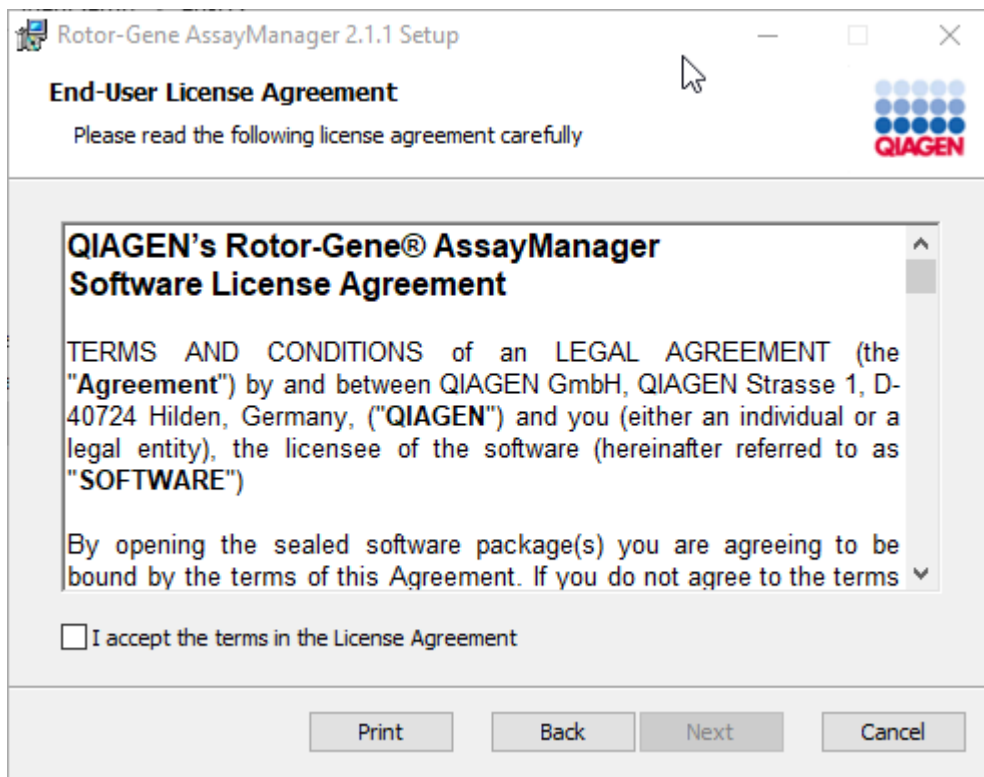 Rotor-Gene AssayManager 2.1.1 Setup
End-User License Agreement
Please read the following license agreement carefully
QIAGEN
QIAGEN’s Rotor-Gene® AssayManager
Software License Agreement
TERMS AND CONDITIONS of an LEGAL AGREEMENT (the
"Agreement") by and between QIAGEN GmbH, QIAGEN Strasse 1, D-
40724 Hilden, Germany, ("QIAGEN") and you (either an individual or a
legal entity), the licensee of the software (hereinafter referred to as
"SOFTWARE")
By opening the sealed software package(s) you are agreeing to be
bound by the terms of this Agreement. If you do not agree to the terms
I accept the terms in the License Agreement
Print
Back
Next
Cancel